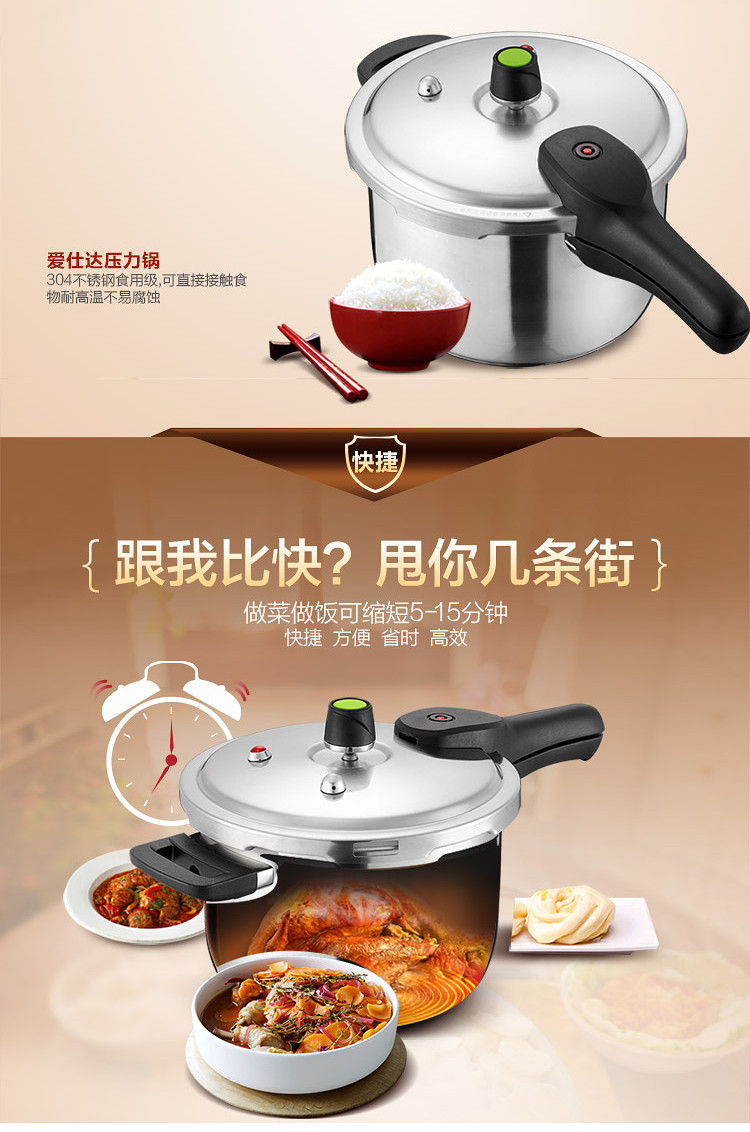 爱仕达压力锅
304不锈钢食用级,可直接接触食
物耐高温不易腐蚀
快捷
{ 跟我比快? 甩你几条街 }
做菜做饭可缩短5-15分钟
快捷 方便 省时 高效